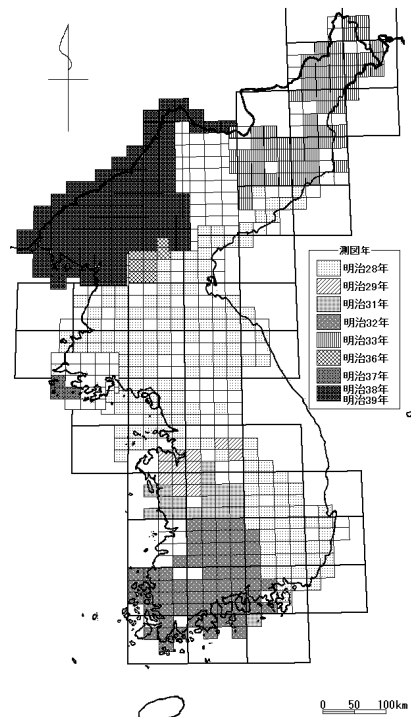 測図年
明治28年
明治29年
明治31年
明治32年
明治33年
明治36年
明治37年
明治38年
明治39年
0 50 100km